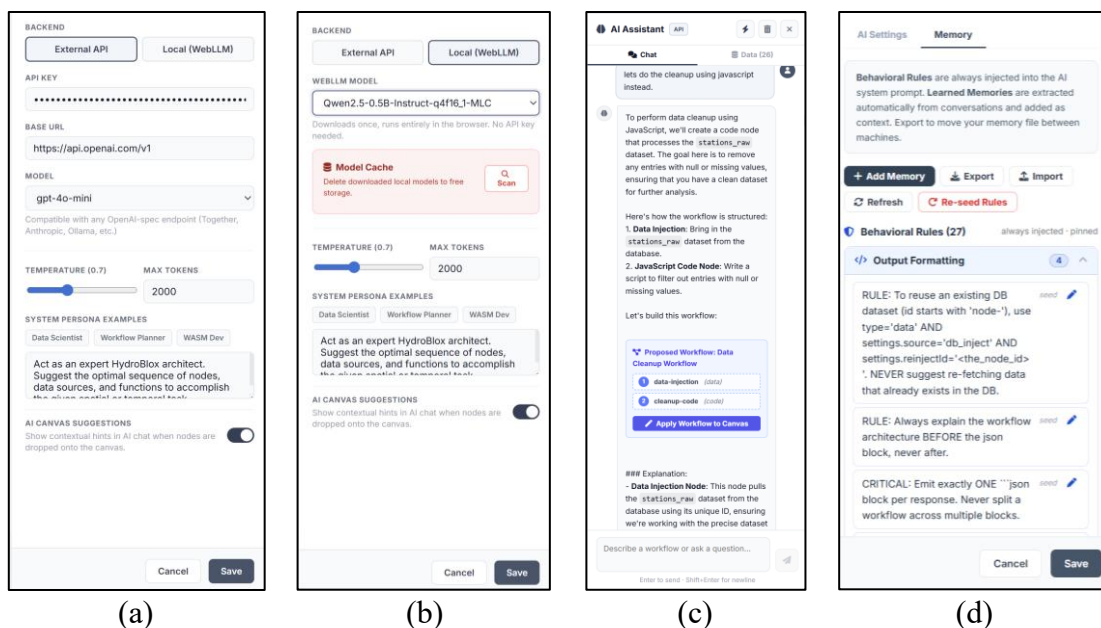 BACKEND
External API
Local (WebLLM)
API KEY
••••••••••••••••••••••••••••••••••••••
BASE URL
https://api.openai.com/v1
MODEL
gpt-4o-mini
Compatible with any OpenAI-spec endpoint (Together,
Anthropic, Ollama, etc.)
TEMPERATURE (0.7)
MAX TOKENS
2000
SYSTEM PERSONA EXAMPLES
Data Scientist
Workflow Planner
WASM Dev
Act as an expert HydroBlox architect.
Suggest the optimal sequence of nodes,
data sources, and functions to accomplish
the given spatial or temporal task
AI CANVAS SUGGESTIONS
Show contextual hints in AI chat when nodes are
dropped onto the canvas.
Cancel
Save
(a)
BACKEND
External API
Local (WebLLM)
WEBLLM MODEL
Qwen2.5-0.5B-Instruct-q4f16_1-MLC
Downloads once, runs entirely in the browser. No API key
needed.
Model Cache
Delete downloaded local models to free
storage.
Scan
TEMPERATURE (0.7)
MAX TOKENS
2000
SYSTEM PERSONA EXAMPLES
Data Scientist
Workflow Planner
WASM Dev
Act as an expert HydroBlox architect.
Suggest the optimal sequence of nodes,
data sources, and functions to accomplish
the given spatial or temporal task
AI CANVAS SUGGESTIONS
Show contextual hints in AI chat when nodes are
dropped onto the canvas.
Cancel
Save
(b)
AI Assistant
API
Chat
Data (26)
lets do the cleanup using javascript
instead.
To perform data cleanup using
JavaScript, we'll create a code node
that processes the stations_raw
dataset. The goal here is to remove
any entries with null or missing values,
ensuring that you have a clean dataset
for further analysis.
Here's how the workflow is structured:
1. Data Injection: Bring in the
stations_raw dataset from the
database.
2. JavaScript Code Node: Write a
script to filter out entries with null or
missing values.
Let's build this workflow:
Proposed Workflow: Data
Cleanup Workflow
1 data-injection (data)
2 cleanup-code (code)
Apply Workflow to Canvas
### Explanation:
- Data Injection Node: This node pulls
the stations_raw dataset from the
database using its unique ID, ensuring
we're working with the precise dataset
Describe a workflow or ask a question...
Enter to send · Shift+Enter for newline
(c)
AI Settings
Memory
Behavioral Rules are always injected into the AI
system prompt. Learned Memories are extracted
automatically from conversations and added as
context. Export to move your memory file between
machines.
+ Add Memory
Export
Import
Refresh
Re-seed Rules
Behavioral Rules (27)
always injected · pinned
</> Output Formatting
4
RULE: To reuse an existing DB
dataset (id starts with 'node-'), use
type='data' AND
settings.source='db_inject' AND
settings.reinjectId='<the_node_id>
'. NEVER suggest re-fetching data
that already exists in the DB.
seed
RULE: Always explain the workflow
architecture BEFORE the json
block, never after.
seed
CRITICAL: Emit exactly ONE ```json
block per response. Never split a
workflow across multiple blocks.
seed
Cancel
Save
(d)